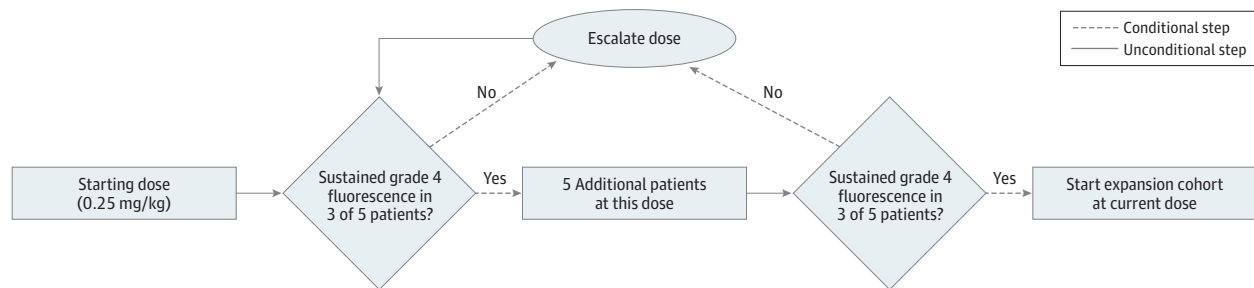 Escalate dose
Conditional step
Unconditional step
No
No
Starting dose
(0.25 mg/kg)
Sustained grade 4
fluorescence in
3 of 5 patients?
Yes
5 Additional patients
at this dose
Sustained grade 4
fluorescence in
3 of 5 patients?
Yes
Start expansion cohort
at current dose